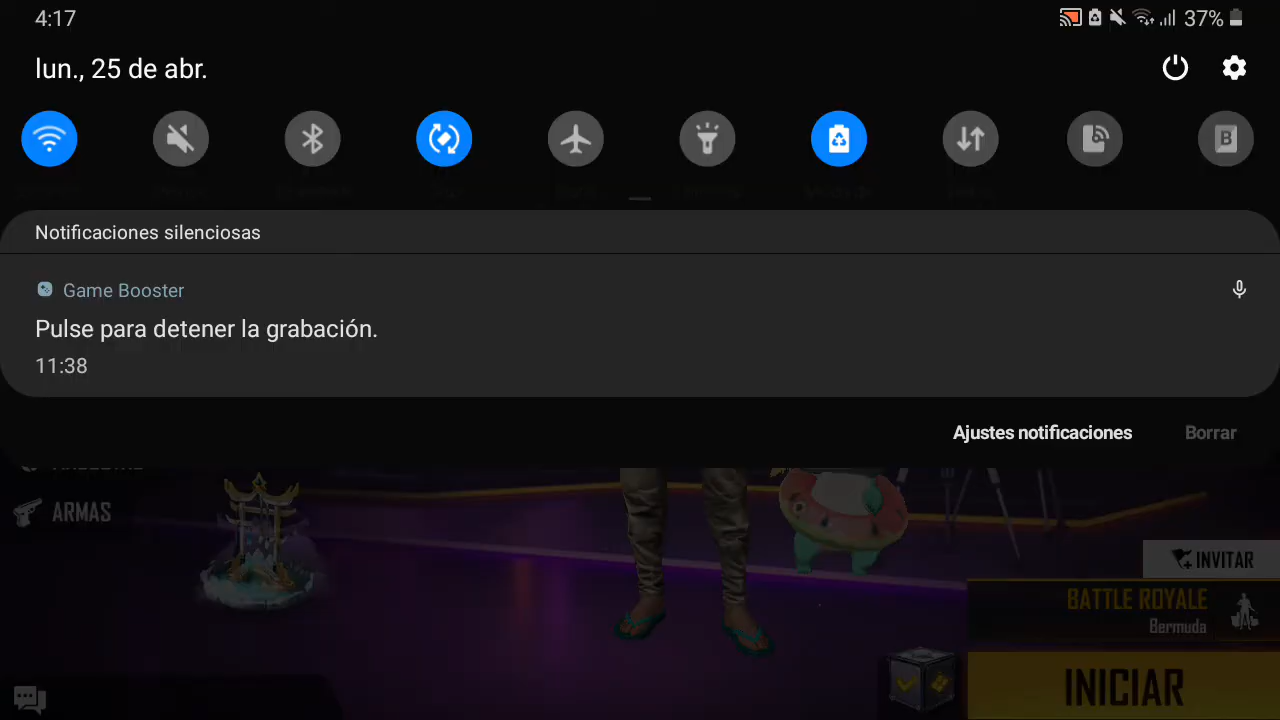 4:17
37%
lun., 25 de abr.
B
Notificaciones silenciosas
Game Booster
Pulse para detener la grabación.
11:38
Ajustes notificaciones
Borrar
ARMAS
INVITAR
BATTLE ROYALE
Bermuda
INICIAR